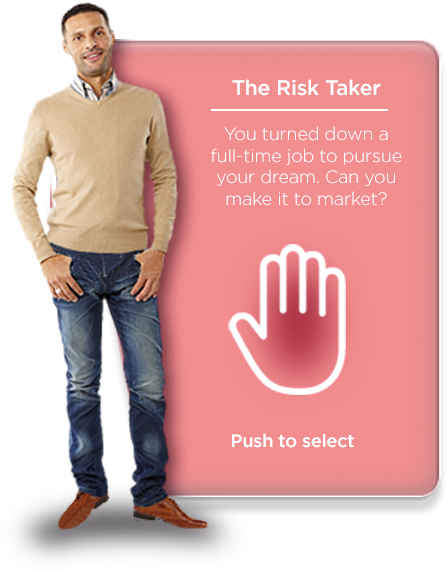 The Risk Taker
You turned down a
full-time job to pursue
your dream. Can you
make it to market?
Push to select